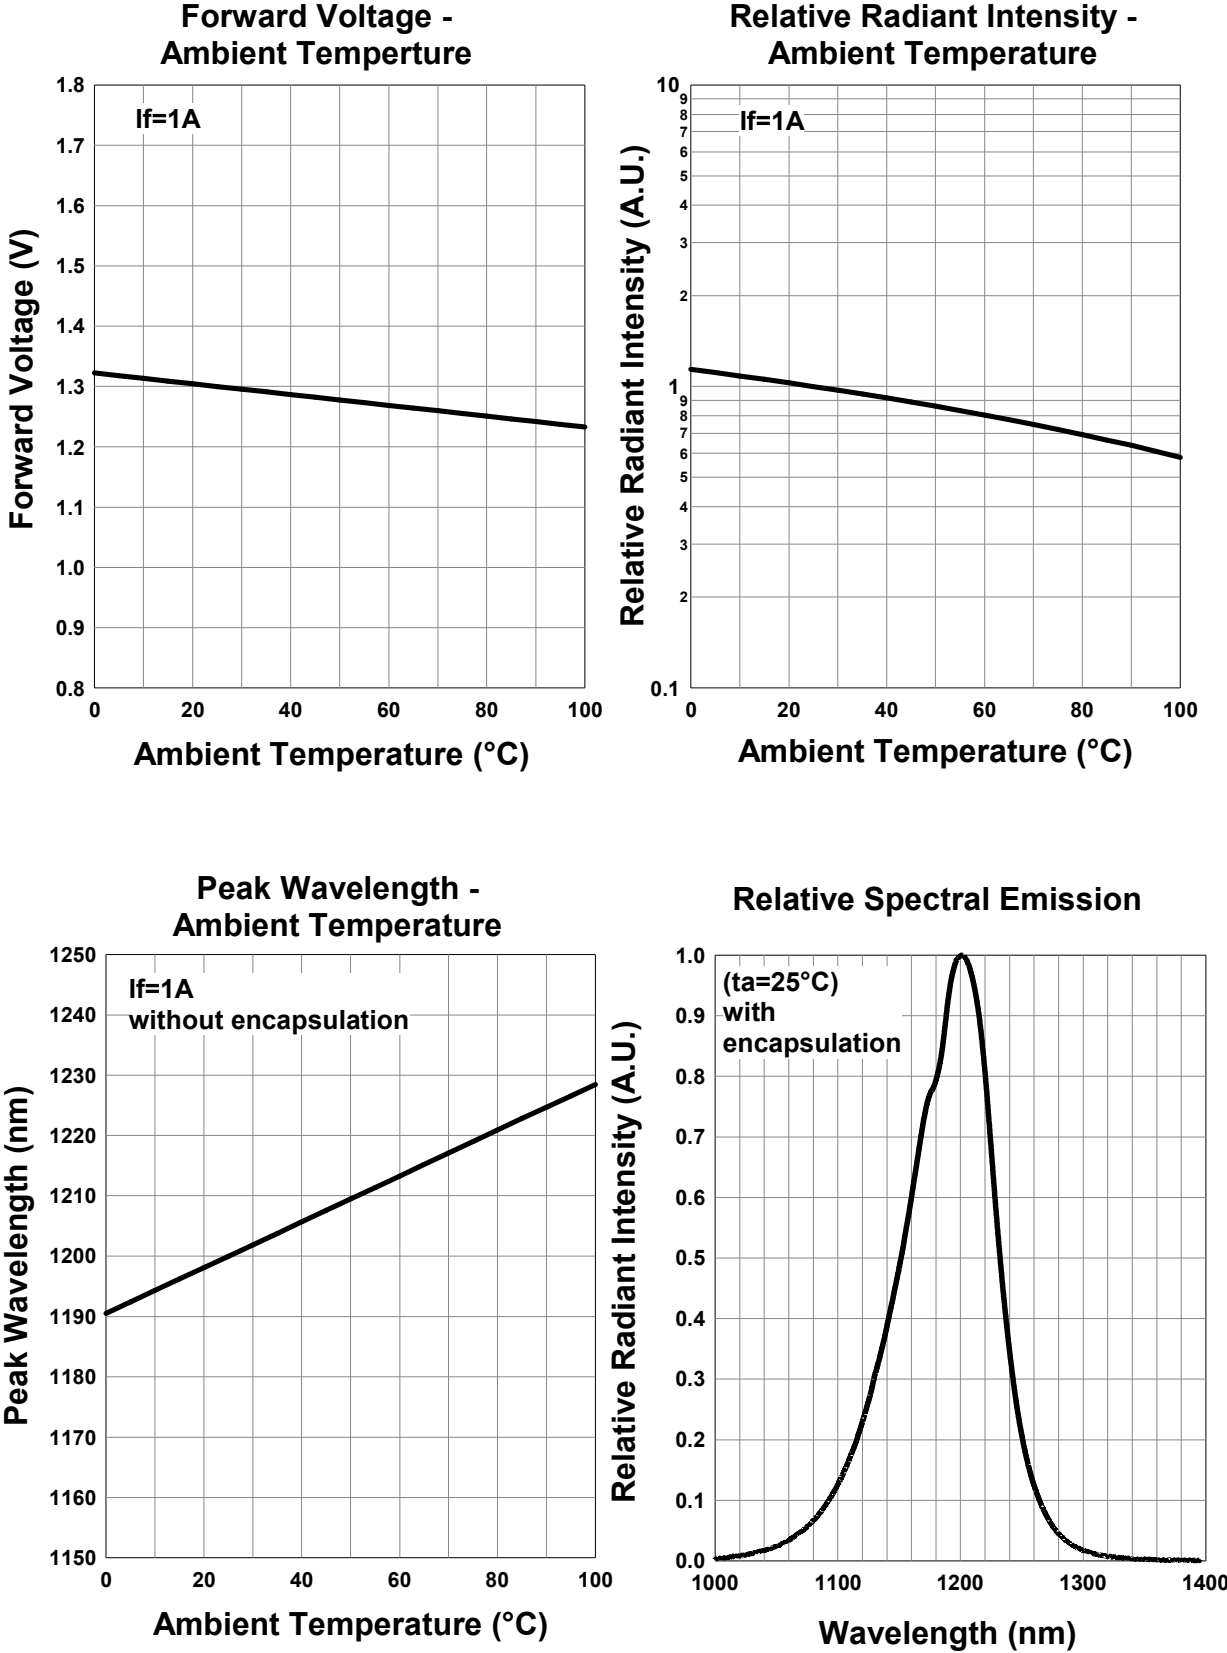 Forward Voltage -
Ambient Temperture
If=1A
Forward Voltage (V)
1.8
1.7
1.6
1.5
1.4
1.3
1.2
1.1
1.0
0.9
0.8
0 20 40 60 80 100
Ambient Temperature (°C)
Relative Radiant Intensity -
Ambient Temperature
If=1A
Relative Radiant Intensity (A.U.)
10
9
8
7
6
5
4
3
2
1
9
8
7
6
5
4
3
2
0.1
0 20 40 60 80 100
Ambient Temperature (°C)
Peak Wavelength -
Ambient Temperature
If=1A
without encapsulation
Peak Wavelength (nm)
1250
1240
1230
1220
1210
1200
1190
1180
1170
1160
1150
0 20 40 60 80 100
Ambient Temperature (°C)
Relative Spectral Emission
(ta=25°C)
with
encapsulation
Relative Radiant Intensity (A.U.)
1.0
0.9
0.8
0.7
0.6
0.5
0.4
0.3
0.2
0.1
0.0
1000 1100 1200 1300 1400
Wavelength (nm)